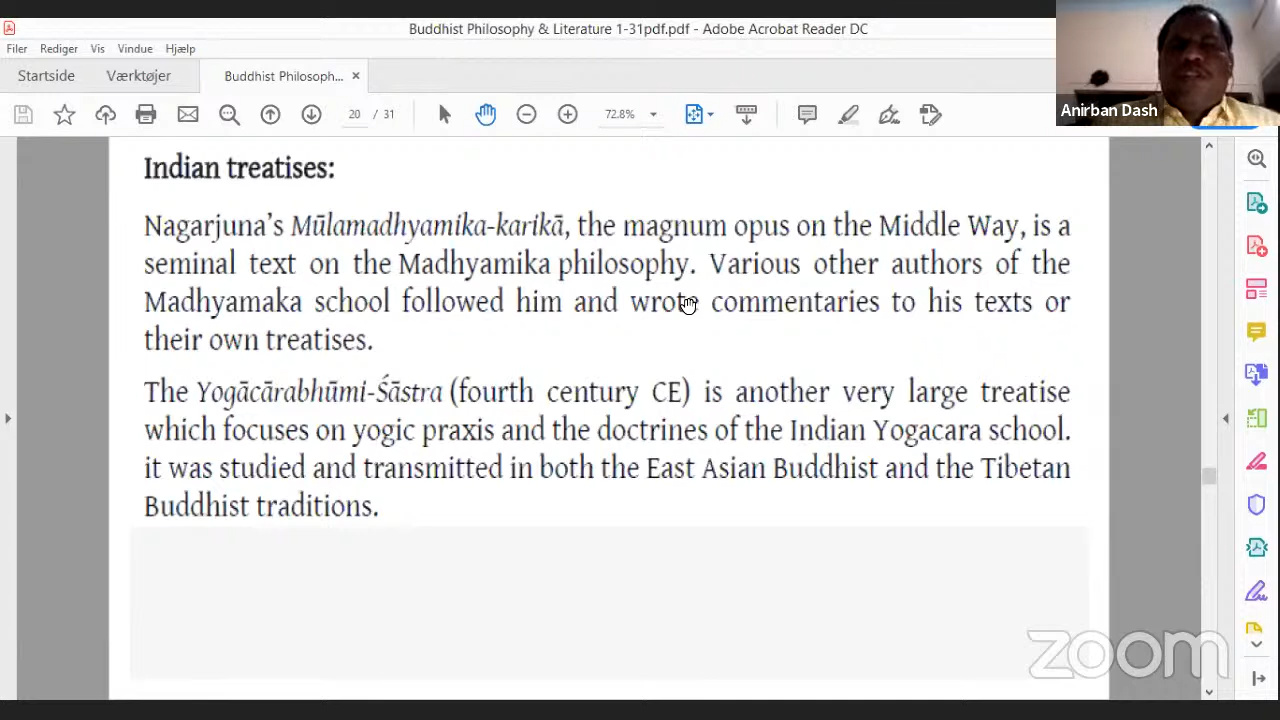 Buddhist Philosophy & Literature 1-31pdf.pdf - Adobe Acrobat Reader DC
Filer Rediger Vis Vindue Hjælp
Startside Værktøjer Buddhist Philosoph... ×
20 / 31 72.8%
Anirban Dash
Indian treatises:
Nagarjuna’s Mūlamadhyamika-karikā, the magnum opus on the Middle Way, is a
seminal text on the Madhyamika philosophy. Various other authors of the
Madhyamaka school followed him and wrote commentaries to his texts or
their own treatises.
The Yogācārabhūmi-Śāstra (fourth century CE) is another very large treatise
which focuses on yogic praxis and the doctrines of the Indian Yogacara school.
it was studied and transmitted in both the East Asian Buddhist and the Tibetan
Buddhist traditions.
zoom